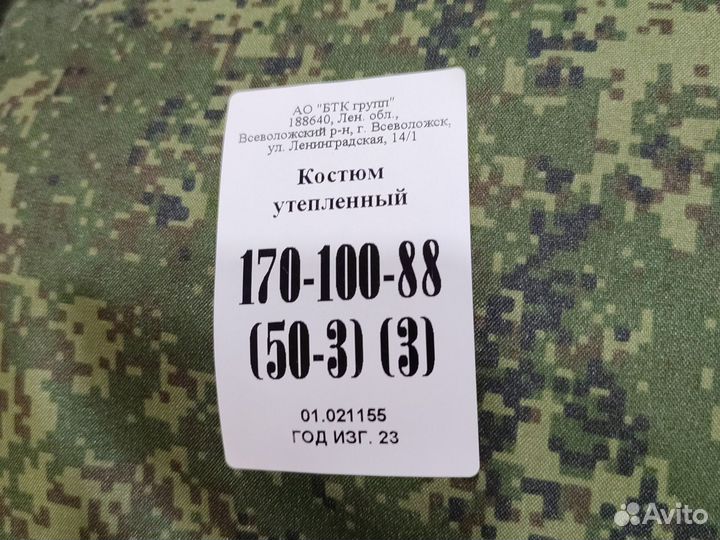 АО "БТК групп"
188640, Лен. обл.,
Всеволожский р-н, г. Всеволожск,
ул. Ленинградская, 14/1
Костюм
утепленный
170-100-88
(50-3) (3)
01.021155
ГОД ИЗГ. 23
Avito